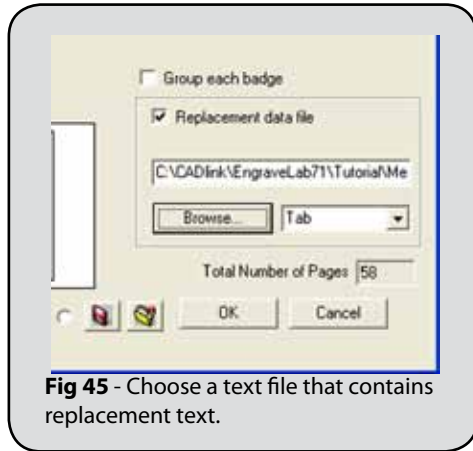 Group each badge
Replacement data file
C:\CADlink\EngraveLab71\Tutorial\Me
Browse... Tab
Total Number of Pages 58
OK Cancel
Fig 45 - Choose a text file that contains
replacement text.